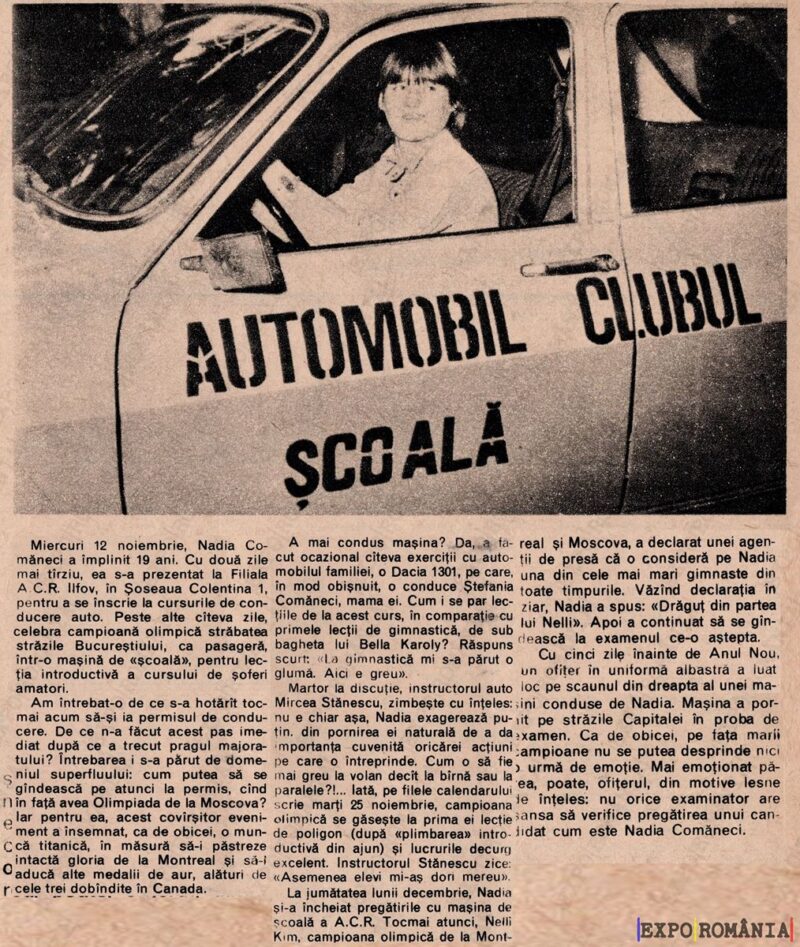 AUTOMOBIL CLUBUL
ȘCOALĂ
Miercuri 12 noiembrie, Nadia Co-
măneci a împlinit 19 ani. Cu două zile
mai tîrziu, ea s-a prezentat la Filiala
A.C.R. Ilfov, în Șoseaua Colentina 1,
pentru a se înscrie la cursurile de con-
ducere auto. Peste alte cîteva zile,
celebra campioană olimpică străbatea
străzile Bucureștiului, ca pasageră,
într-o mașină de «școală», pentru lec-
ția introductivă a cursului de șoferi
amatori.
Am întrebat-o de ce s-a hotărît toc-
mai acum să-și ia permisul de condu-
cere. De ce n-a făcut acest pas ime-
diat după ce a trecut pragul majora-
tului? Întrebarea i s-a părut de dome-
niul superfluului: cum putea să se
gîndească pe atunci la permis, cînd
în față avea Olimpiada de la Moscova?
Iar pentru ea, acest covîrșitor eveni-
ment a însemnat, ca de obicei, o mun-
că titanică, în măsură să-i păstreze
intactă gloria de la Montreal și să-i
aducă alte medalii de aur, alături de
cele trei dobîndite în Canada.
A mai condus mașina? Da, a fă-
cut ocazional cîteva exerciții cu auto-
mobilul familiei, o Dacia 1301, pe care,
în mod obișnuit, o conduce Ștefania
Comăneci, mama ei. Cum i se par lec-
țiile de la acest curs, în comparație cu
primele lecții de gimnastică, de sub
bagheta lui Bella Karoly? Răspuns
scurt: «La gimnastică mi s-a părut o
glumă. Aici e greu».
Martor la discuție, instructorul auto
Mircea Stănescu, zimbește cu înțeles:
nu e chiar așa, Nadia exagerează pu-
țin, din pornirea ei naturală de a da
importanța cuvenită oricărei acțiuni
pe care o întreprinde. Cum o să fie
mai greu la volan decît la bîrnă sau la
paralele?!... Iată, pe filele calendarului
scrie marți 25 noiembrie, campioana
olimpică se găsește la prima ei lecție
de poligon (după «plimbarea» intro-
ductivă din ajun) și lucrurile decurg
excelent. Instructorul Stănescu zice:
«Asemenea elevi mi-aș dori mereu».
La jumătatea lunii decembrie, Nadia
și-a încheiat pregătirile cu mașina de
școală a A.C.R. Tocmai atunci, Nelli
Kim, campioana olimpică de la Mont-
real și Moscova, a declarat unei agen-
ții de presă că o consideră pe Nadia
una din cele mai mari gimnaste din
toate timpurile. Văzînd declarația în
ziar, Nadia a spus: «Drăguț din partea
lui Nelli». Apoi a continuat să se gîn-
dească la examenul ce-o aștepta.
Cu cinci zile înainte de Anul Nou,
un ofițer în uniformă albastră a luat
loc pe scaunul din dreapta al unei ma-
șini conduse de Nadia. Mașina a por-
nit pe străzile Capitalei în proba de
examen. Ca de obicei, pe fața marii
campioane nu se putea desprinde nici
o urmă de emoție. Mai emoționat pă-
rea, poate, ofițerul, din motive lesne
de înțeles: nu orice examinator are
șansa să verifice pregătirea unui can-
didat cum este Nadia Comăneci.
EXPO ROMÂNIA